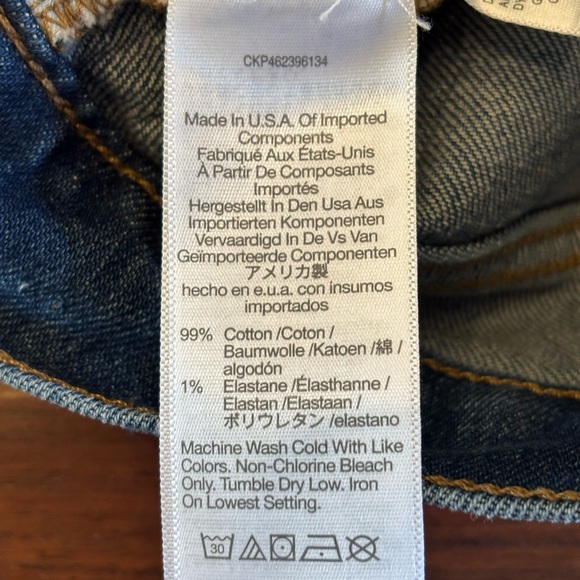 CKP462396134
Made In U.S.A. Of Imported
Components
Fabriqué Aux États-Unis
À Partir De Composants
Importés
Hergestellt In Den Usa Aus
Importierten Komponenten
Vervaardigd In De Vs Van
Geïmporteerde Componenten
アメリカ製
hecho en e.u.a. con insumos
importados
99% Cotton /Coton /
Baumwolle /Katoen /綿 /
algodón
1% Elastane /Élasthanne /
Elastan /Elastaan /
ポリウレタン /elastano
Machine Wash Cold With Like
Colors. Non-Chlorine Bleach
Only. Tumble Dry Low. Iron
On Lowest Setting.
30